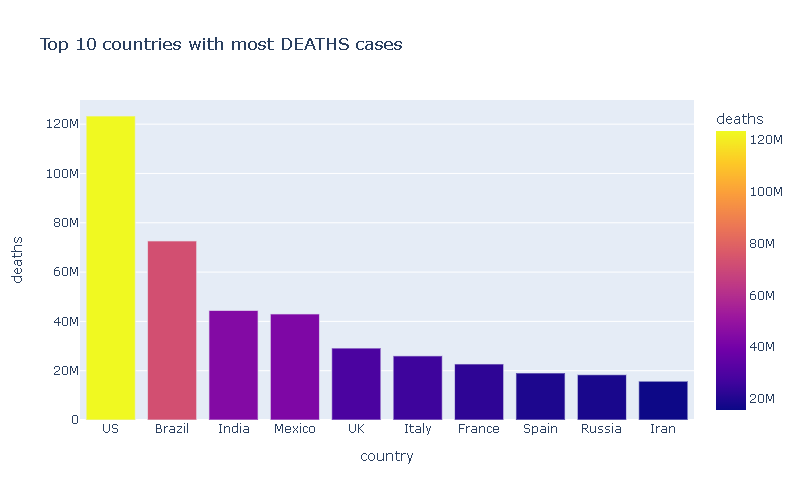 Top 10 countries with most DEATHS cases
deaths
120M
100M
80M
60M
40M
20M
0
US Brazil India Mexico UK Italy France Spain Russia Iran
country
deaths
120M
100M
80M
60M
40M
20M